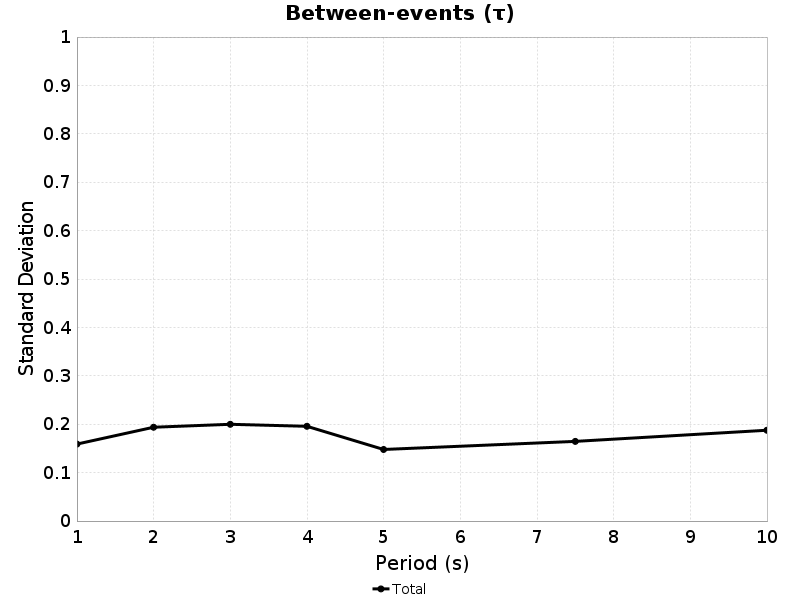 Between-events (τ)
1
0.9
0.8
0.7
0.6
0.5
0.4
0.3
0.2
0.1
0
Standard Deviation
1 2 3 4 5 6 7 8 9 10
Period (s)
Total